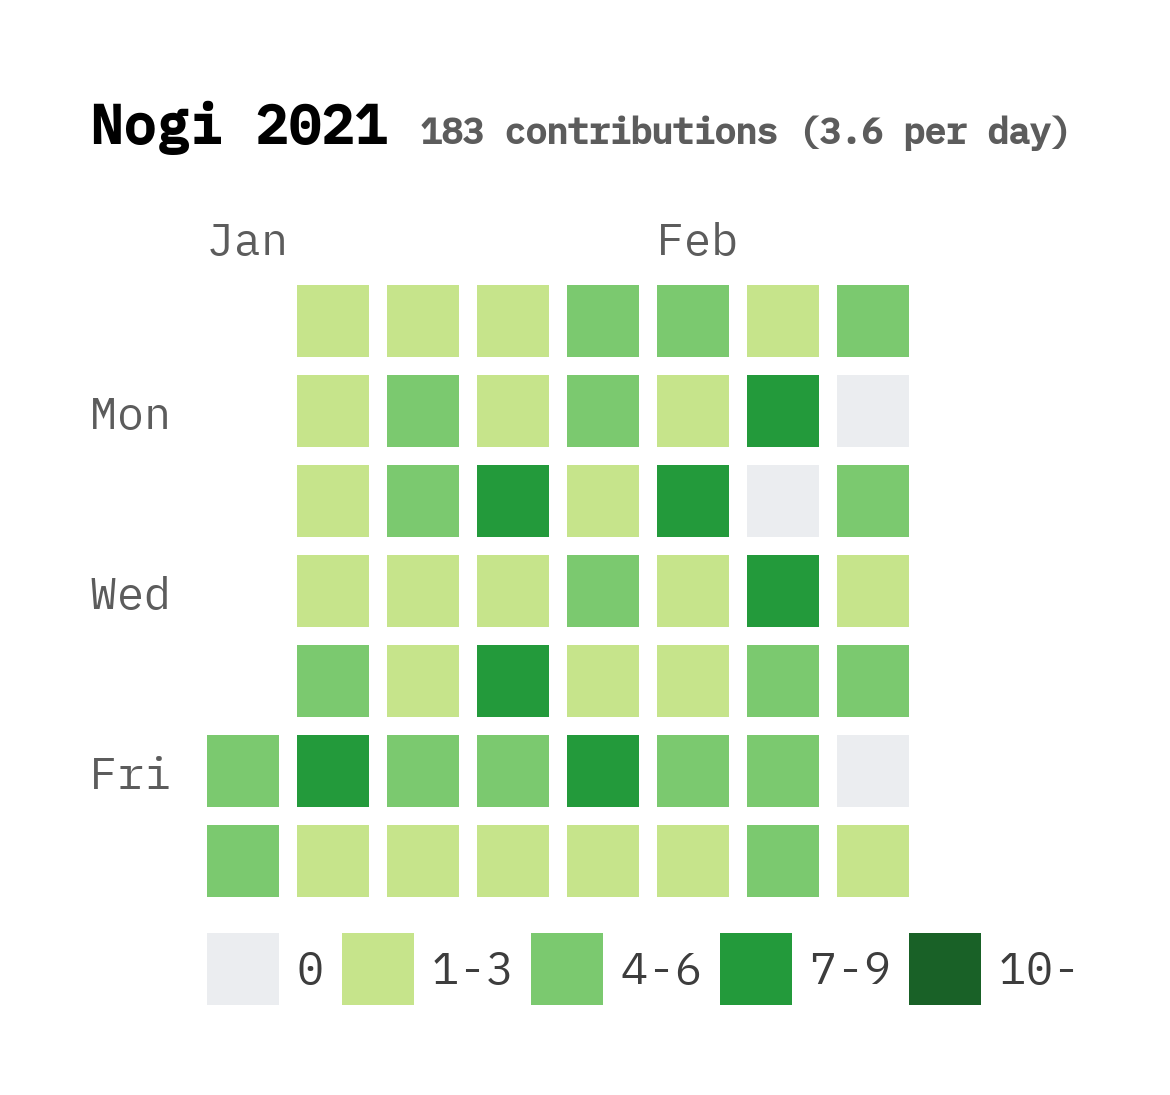 Nogi 2021 183 contributions (3.6 per day)
Jan Feb
Mon
Wed
Fri
0 1-3 4-6 7-9 10-